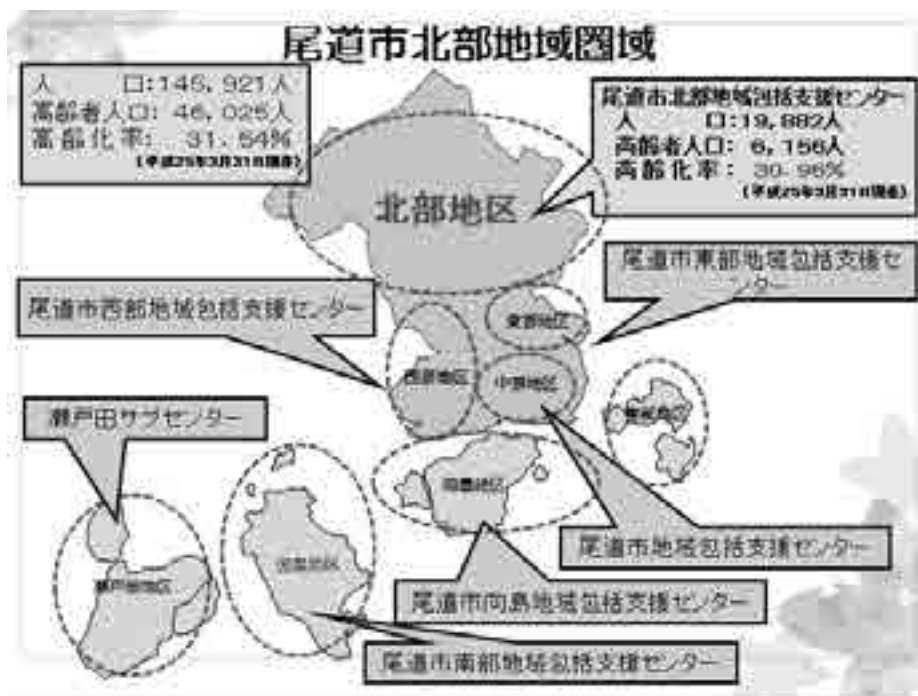 尾道市北部地域圏域
人　　口:145,921人
高齢者人口: 46,025人
高齢化率: 31.54%
(平成25年3月31日現在)
尾道市北部地域包括支援センター
人　　口:19,882人
高齢者人口: 6,156人
高齢化率: 30.96%
(平成25年3月31日現在)
北部地区
尾道市東部地域包括支援セ
ンター
尾道市西部地域包括支援センター
東部地区
西部地区
中部地区
瀬戸田サブセンター
向島地区
尾道市地域包括支援センター
因島地区
瀬戸田地区
尾道市向島地域包括支援センター
尾道市南部地域包括支援センター